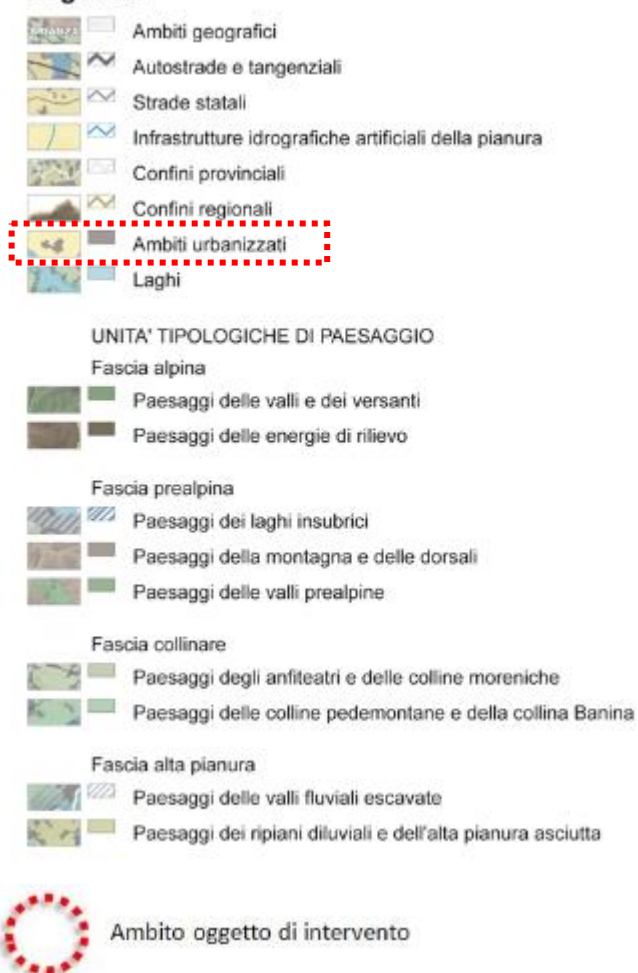 BRIANZA Ambiti geografici
Autostrade e tangenziali
Strade statali
Infrastrutture idrografiche artificiali della pianura
Confini provinciali
Confini regionali
Ambiti urbanizzati
Laghi
UNITA' TIPOLOGICHE DI PAESAGGIO
Fascia alpina
Paesaggi delle valli e dei versanti
Paesaggi delle energie di rilievo
Fascia prealpina
Paesaggi dei laghi insubrici
Paesaggi della montagna e delle dorsali
Paesaggi delle valli prealpine
Fascia collinare
Paesaggi degli anfiteatri e delle colline moreniche
Paesaggi delle colline pedemontane e della collina Banina
Fascia alta pianura
Paesaggi delle valli fluviali escavate
Paesaggi dei ripiani diluviali e dell'alta pianura asciutta
Ambito oggetto di intervento